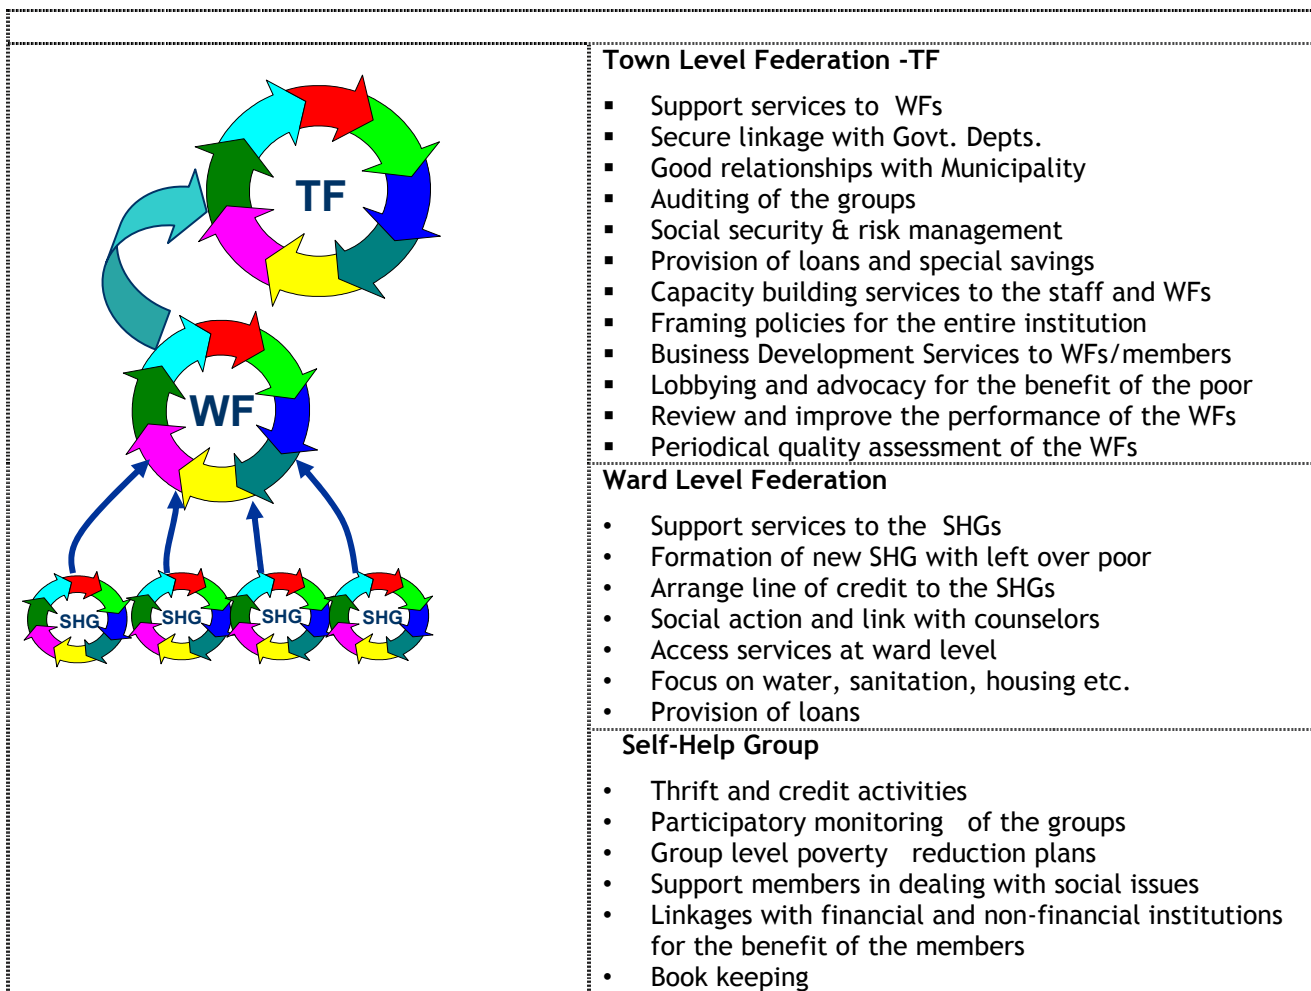 TF
WF
SHG SHG SHG SHG
Town Level Federation -TF
▪ Support services to WFs
▪ Secure linkage with Govt. Depts.
▪ Good relationships with Municipality
▪ Auditing of the groups
▪ Social security & risk management
▪ Provision of loans and special savings
▪ Capacity building services to the staff and WFs
▪ Framing policies for the entire institution
▪ Business Development Services to WFs/members
▪ Lobbying and advocacy for the benefit of the poor
▪ Review and improve the performance of the WFs
▪ Periodical quality assessment of the WFs
Ward Level Federation
• Support services to the SHGs
• Formation of new SHG with left over poor
• Arrange line of credit to the SHGs
• Social action and link with counselors
• Access services at ward level
• Focus on water, sanitation, housing etc.
• Provision of loans
Self-Help Group
• Thrift and credit activities
• Participatory monitoring of the groups
• Group level poverty reduction plans
• Support members in dealing with social issues
• Linkages with financial and non-financial institutions
for the benefit of the members
• Book keeping